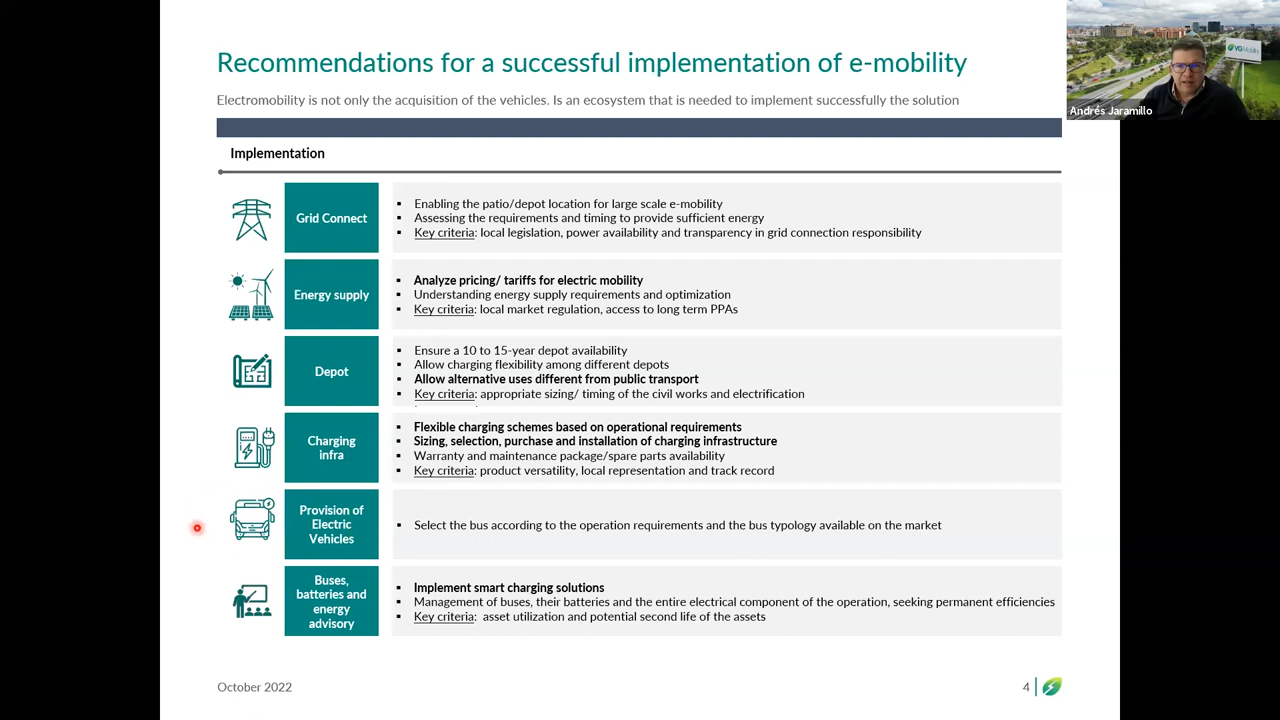 Recommendations for a successful implementation of e-mobility
Electromobility is not only the acquisition of the vehicles. Is an ecosystem that is needed to implement successfully the solution
VGMobility
Andrés Jaramillo
Implementation
Grid Connect
▪ Enabling the patio/depot location for large scale e-mobility
▪ Assessing the requirements and timing to provide sufficient energy
▪ Key criteria: local legislation, power availability and transparency in grid connection responsibility
Energy supply
▪ Analyze pricing/ tariffs for electric mobility
▪ Understanding energy supply requirements and optimization
▪ Key criteria: local market regulation, access to long term PPAs
Depot
▪ Ensure a 10 to 15-year depot availability
▪ Allow charging flexibility among different depots
▪ Allow alternative uses different from public transport
▪ Key criteria: appropriate sizing/ timing of the civil works and electrification
Charging
infra
▪ Flexible charging schemes based on operational requirements
▪ Sizing, selection, purchase and installation of charging infrastructure
▪ Warranty and maintenance package/spare parts availability
▪ Key criteria: product versatility, local representation and track record
Provision of
Electric
Vehicles
▪ Select the bus according to the operation requirements and the bus typology available on the market
Buses,
batteries and
energy
advisory
▪ Implement smart charging solutions
▪ Management of buses, their batteries and the entire electrical component of the operation, seeking permanent efficiencies
▪ Key criteria: asset utilization and potential second life of the assets
October 2022
4